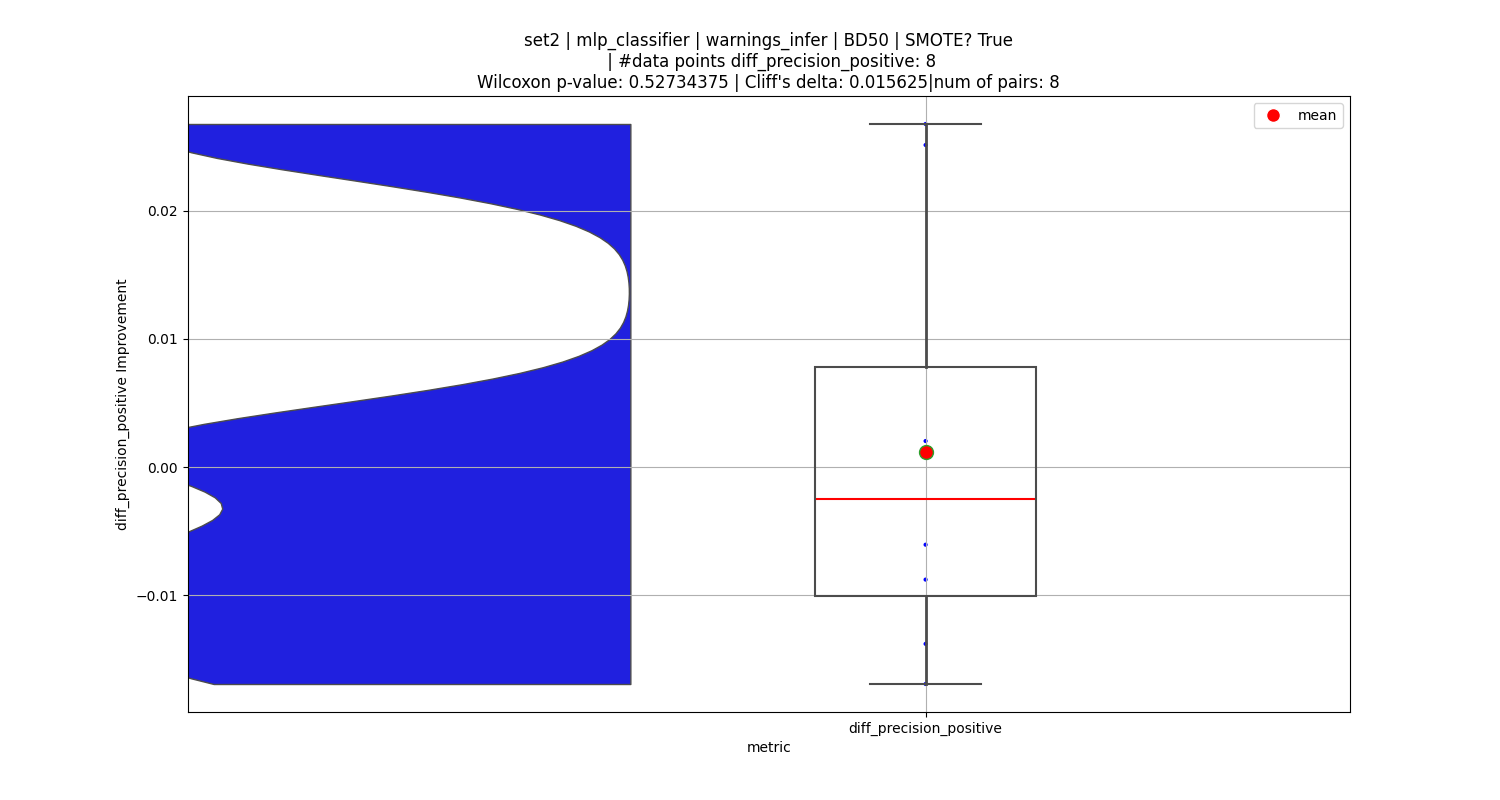 set2 | mlp_classifier | warnings_infer | BD50 | SMOTE? True
| #data points diff_precision_positive: 8
Wilcoxon p-value: 0.52734375 | Cliff's delta: 0.015625|num of pairs: 8
mean
0.02
0.01
0.00
−0.01
diff_precision_positive Improvement
diff_precision_positive
metric